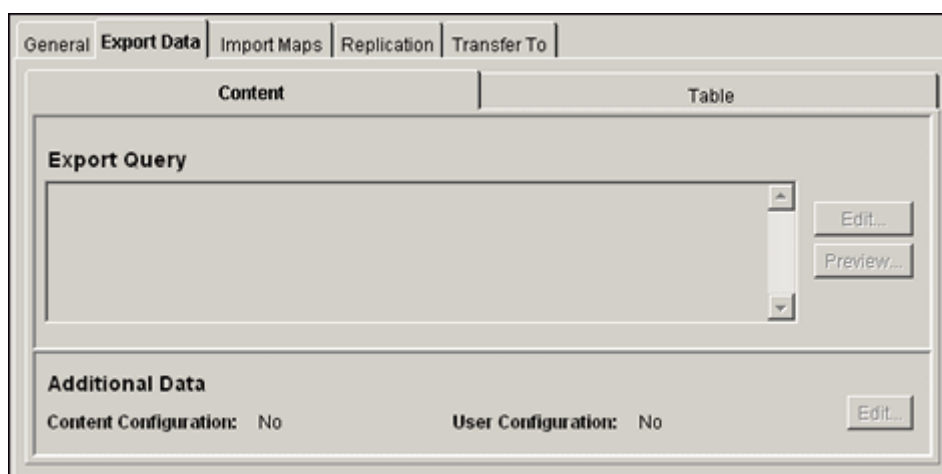 General Export Data Import Maps Replication Transfer To
Content Table
Export Query
Edit...
Preview...
Additional Data
Content Configuration: No User Configuration: No Edit...